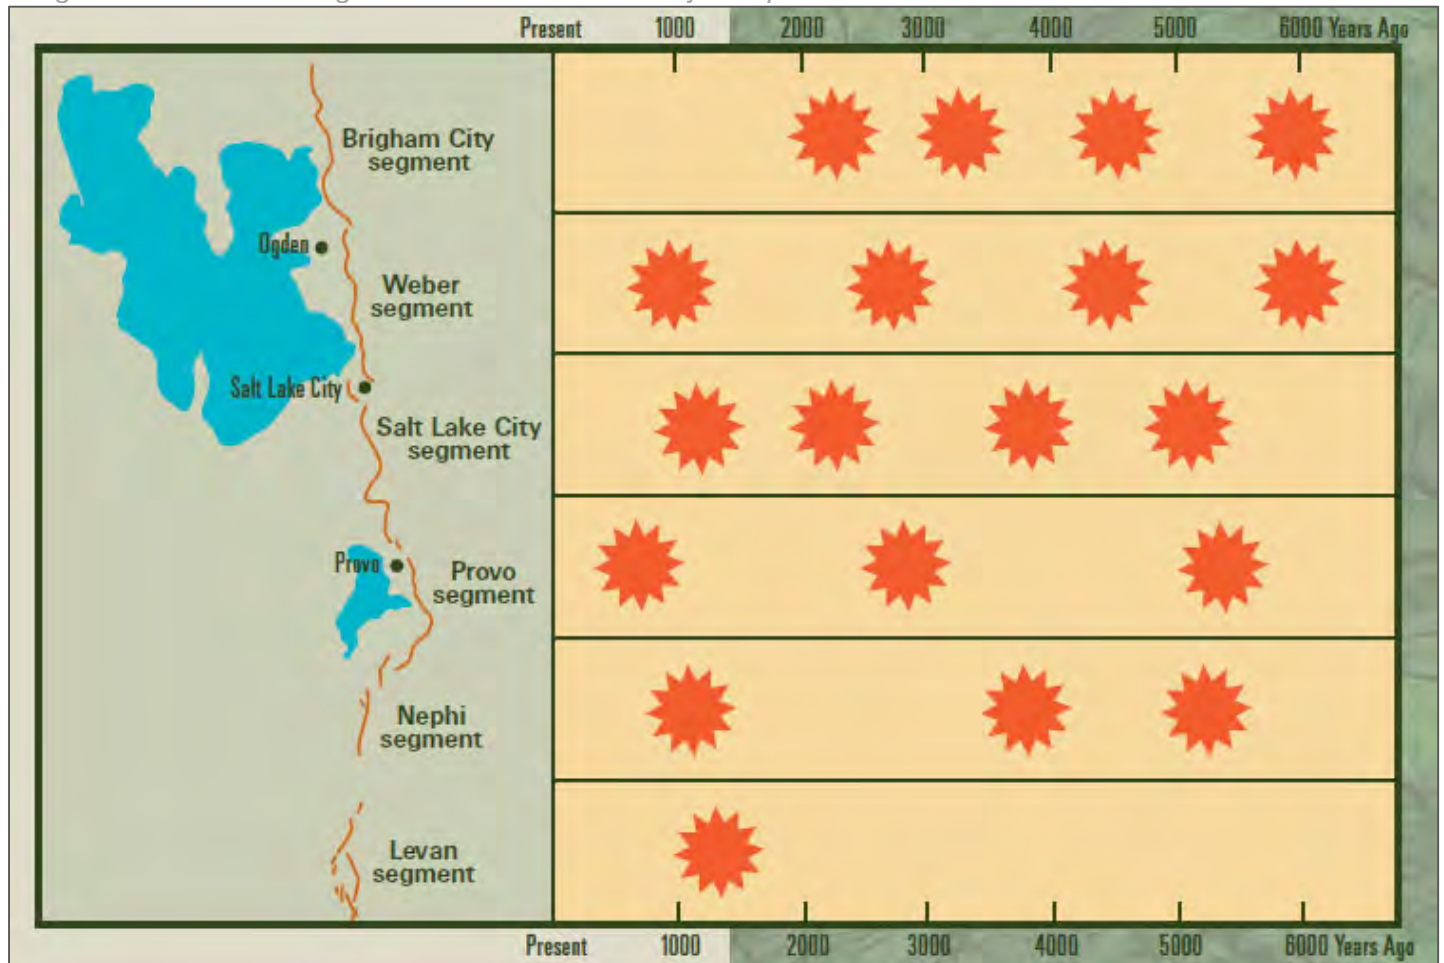 Present 1000 2000 3000 4000 5000 6000 Years Ago
Brigham City
segment
Ogden
Weber
segment
Salt Lake City
Salt Lake City
segment
Provo
Provo
segment
Nephi
segment
Levan
segment
Present 1000 2000 3000 4000 5000 6000 Years Ago